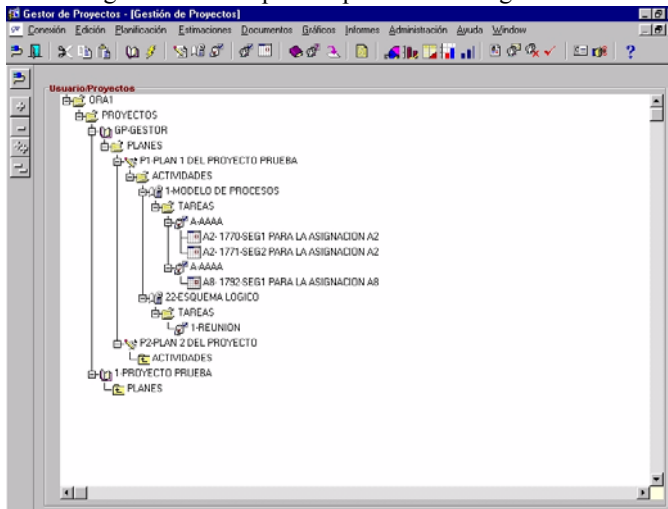 Gestor de Proyectos - [Gestión de Proyectos]
Conexión Edición Planificación Estimaciones Documentos Gráficos Informes Administración Ayuda Window
Usuario/Proyectos
ORA1
PROYECTOS
GP-GESTOR
PLANES
P1-PLAN 1 DEL PROYECTO PRUEBA
ACTIVIDADES
1-MODELO DE PROCESOS
TAREAS
A-AAAA
A2- 1770-SEG1 PARA LA ASIGNACION A2
A2- 1771-SEG2 PARA LA ASIGNACION A2
A-AAAA
A8- 1792-SEG1 PARA LA ASIGNACION A8
22-ESQUEMA LOGICO
TAREAS
1-REUNION
P2-PLAN 2 DEL PROYECTO
ACTIVIDADES
1-PROYECTO PRUEBA
PLANES